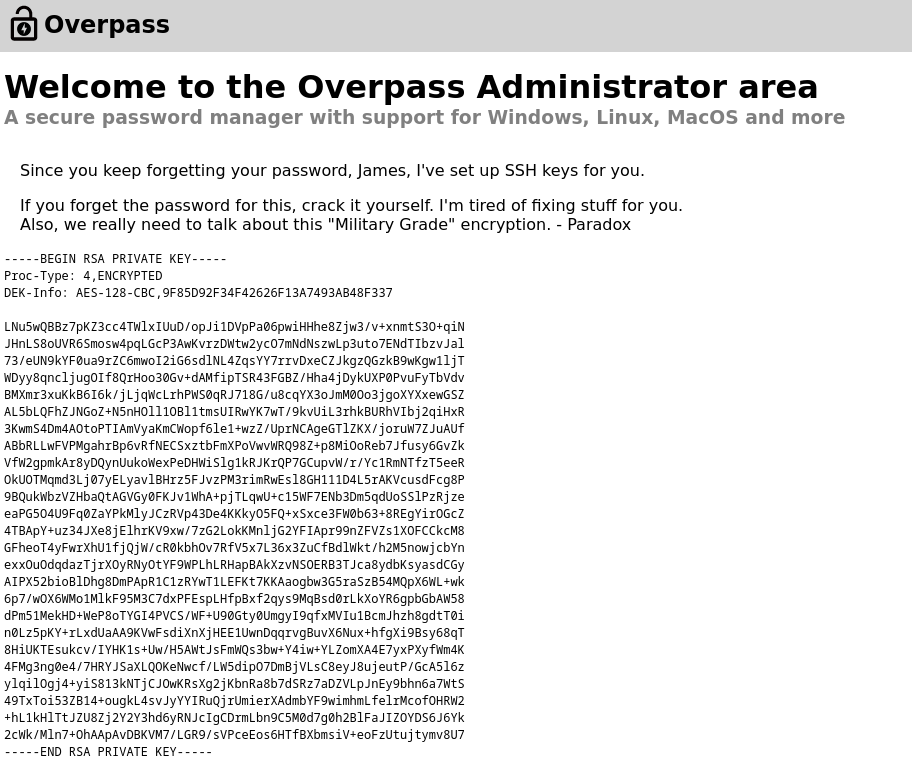 Overpass
Welcome to the Overpass Administrator area
A secure password manager with support for Windows, Linux, MacOS and more
Since you keep forgetting your password, James, I've set up SSH keys for you.
If you forget the password for this, crack it yourself. I'm tired of fixing stuff for you.
Also, we really need to talk about this "Military Grade" encryption. - Paradox
-----BEGIN RSA PRIVATE KEY-----
Proc-Type: 4,ENCRYPTED
DEK-Info: AES-128-CBC,9F85D92F34F42626F13A7493AB48F337

LNu5wQBBz7pKZ3cc4TWlxIUuD/opJi1DVpPa06pwiHHhe8Zjw3/v+xnmtS3O+qiN
JHnLS8oUVR6Smosw4pqLGcP3AwKvrzDWtw2ycO7mNdNszwLp3uto7ENdTIbzvJal
73/eUN9kYF0ua9rZC6mwoI2iG6sdlNL4ZqsYY7rrvDxeCZJkgzQGzkB9wKgw1ljT
WDyy8qncljugOIf8QrHoo30Gv+dAMfipTSR43FGBZ/Hha4jDykUXP0PvuFyTbVdv
BMXmr3xuKkB6I6k/jLjqWcLrhPWS0qRJ718G/u8cqYX3oJmM0Oo3jgoXYXxewGSZ
AL5bLQFhZJNGoZ+N5nHOll1OBl1tmsUIRwYK7wT/9kvUiL3rhkBURhVIbj2qiHxR
3KwmS4Dm4AOtoPTIAmVyaKmCWopf6le1+wzZ/UprNCAgeGTlZKX/joruW7ZJuAUf
ABbRLLwFVPMgahrBp6vRfNECSxztbFmXPoVwvWRQ98Z+p8MiOoReb7Jfusy6GvZk
VfW2gpmkAr8yDQynUukoWexPeDHWiSlg1kRJKrQP7GCupvW/r/Yc1RmNTfzT5eeR
OkUOTMqmd3Lj07yELyavlBHrz5FJvzPM3rimRwEsl8GH111D4L5rAKVcusdFcg8P
9BQukWbzVZHbaQtAGVGy0FKJv1WhA+pjTLqwU+c15WF7ENb3Dm5qdUoSSlPzRjze
eaPG5O4U9Fq0ZaYPkMlyJCzRVp43De4KKkyO5FQ+xSxce3FW0b63+8REgYirOGcZ
4TBApY+uz34JXe8jElhrKV9xw/7zG2LokKMnljG2YFIApr99nZFVZs1XOFCCkcM8
GFheoT4yFwrXhU1fjQjW/cR0kbhOv7RfV5x7L36x3ZuCfBdlWkt/h2M5nowjcbYn
exxOuOdqdazTjrXOyRNyOtYF9WPLhLRHapBAkXzvNSOERB3TJca8ydbKsyasdCGy
AIPX52bioBlDhg8DmPApR1C1zRYwT1LEFKt7KKAaogbw3G5raSzB54MQpX6WL+wk
6p7/wOX6WMo1MlkF95M3C7dxPFEspLHfpBxf2qys9MqBsd0rLkXoYR6gpbGbAW58
dPm51MekHD+WeP8oTYGI4PVCS/WF+U90Gty0UmgyI9qfxMVIu1BcmJhzh8gdtT0i
n0Lz5pKY+rLxdUaAA9KVwFsdiXnXjHEE1UwnDqqrvgBuvX6Nux+hfgXi9Bsy68qT
8HiUKTEsukcv/IYHK1s+Uw/H5AWtJsFmWQs3bw+Y4iw+YLZomXA4E7yxPXyfWm4K
4FMg3ng0e4/7HRYJSaXLQOKeNwcf/LW5dipO7DmBjVLsC8eyJ8ujeutP/GcA5l6z
ylqilOgj4+yiS813kNTjCJOwKRsXg2jKbnRa8b7dSRz7aDZVLpJnEy9bhn6a7WtS
49TxToi53ZB14+ougkL4svJyYYIRuQjrUmierXAdmbYF9wimhmLfelrMcofOHRW2
+hL1kHlTtJZU8Zj2Y2Y3hd6yRNJcIgCDrmLbn9C5M0d7g0h2BlFaJIZOYDS6J6Yk
2cWk/Mln7+OhAApAvDBKVM7/LGR9/sVPceEos6HTfBXbmsiV+eoFzUtujtymv8U7
-----END RSA PRIVATE KEY-----